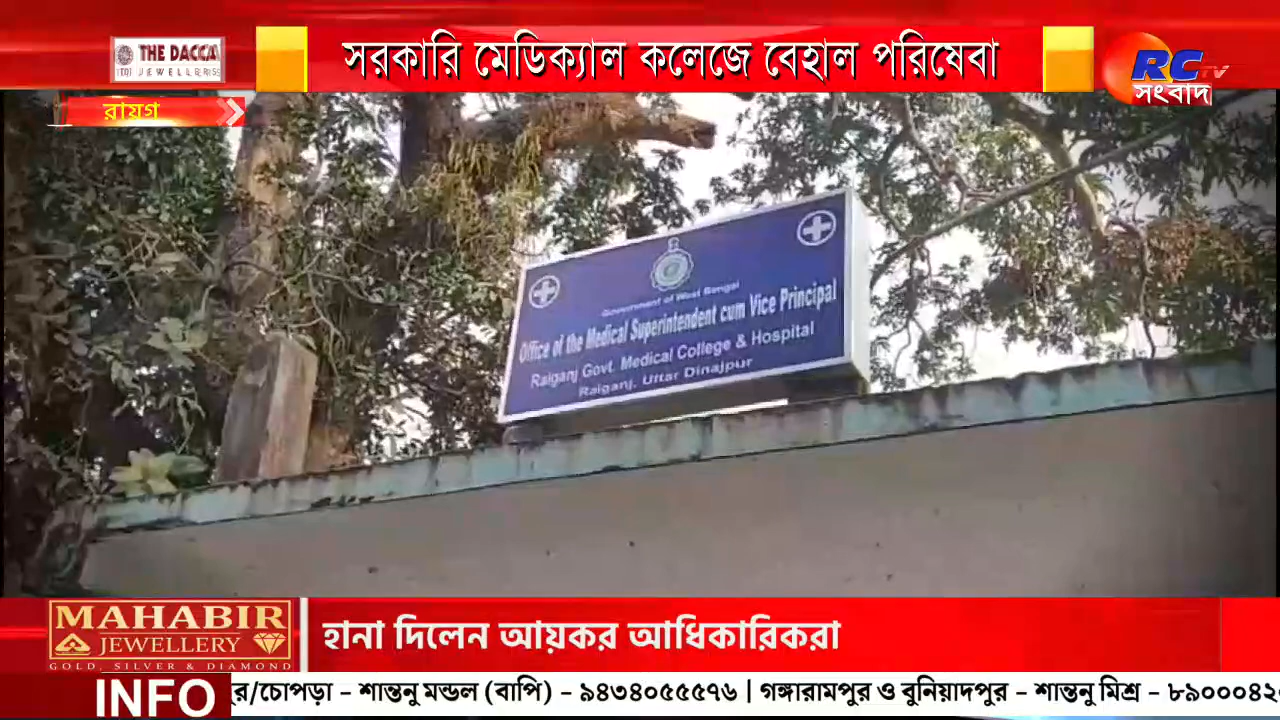 THE DACCA
JEWELLERS
সরকারি মেডিক্যাল কলেজে বেহাল পরিষেবা
RC TV
সংবাদ
রায়গ
Government of West Bengal
Office of the Medical Superintendent cum Vice Principal
Raiganj Govt. Medical College & Hospital
Raiganj, Uttar Dinajpur
MAHABIR
JEWELLERY
GOLD, SILVER & DIAMOND
হানা দিলেন আয়কর আধিকারিকরা
INFO
/চোপড়া - শান্তনু মন্ডল (বাপি) - ৯৪৩৪০৫৫৫৭৬ | গঙ্গারামপুর ও বুনিয়াদপুর - শান্তনু মিশ্র - ৮৯০০০৪২